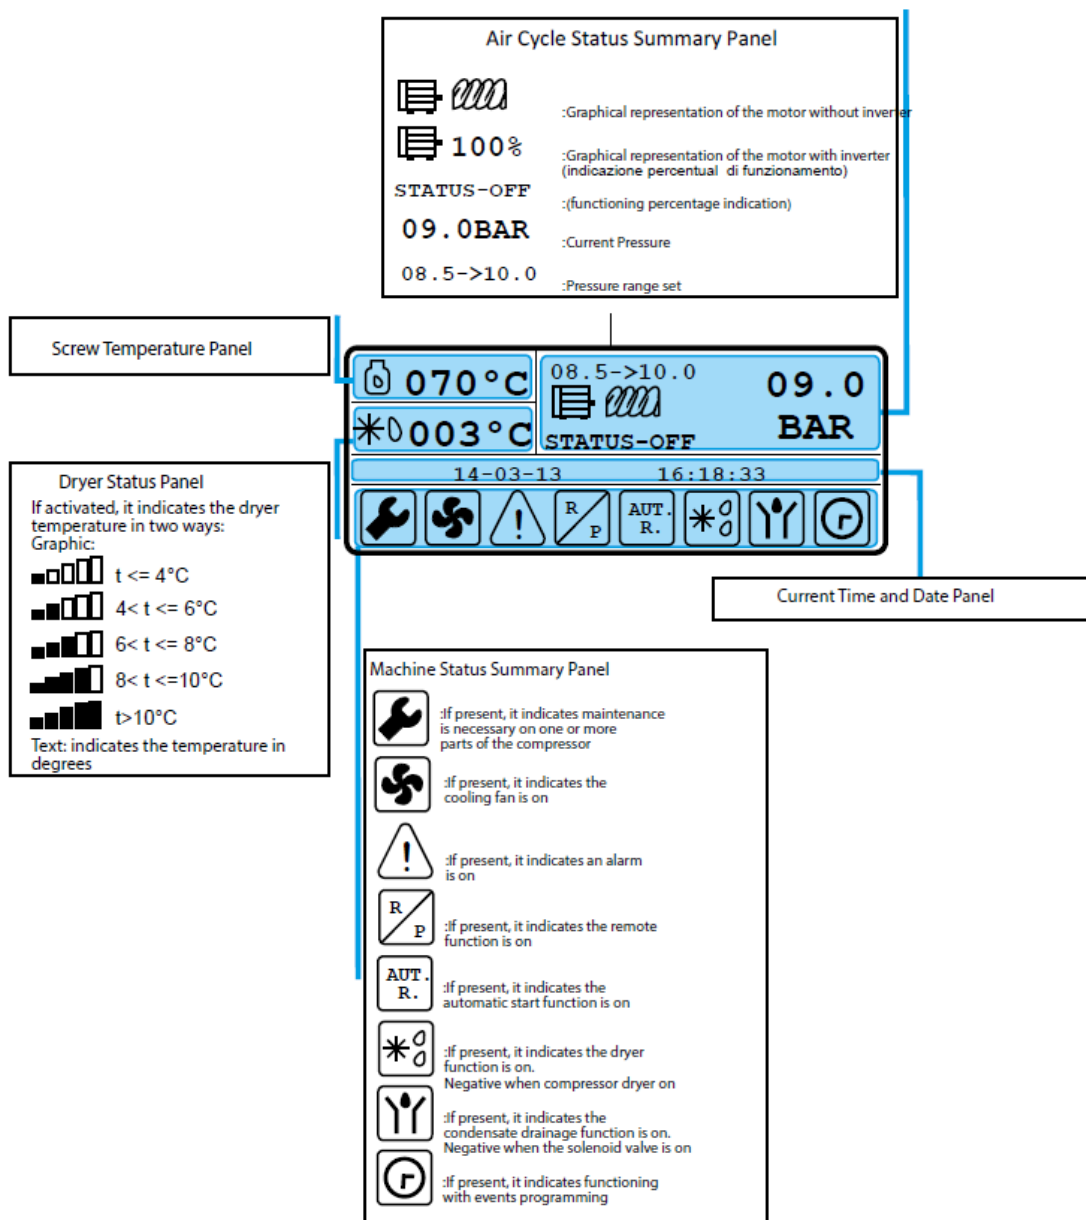 Air Cycle Status Summary Panel
:Graphical representation of the motor without inverter
100%
:Graphical representation of the motor with inverter
(indicazione percentual di funzionamento)
STATUS-OFF
:(functioning percentage indication)
09.0BAR
:Current Pressure
08.5->10.0
:Pressure range set
Screw Temperature Panel
070°C
003°C
08.5->10.0
09.0
BAR
STATUS-OFF
14-03-13 16:18:33
R
P
AUT.
R.
Dryer Status Panel
If activated, it indicates the dryer
temperature in two ways:
Graphic:
t <= 4°C
4< t <= 6°C
6< t <= 8°C
8< t <=10°C
t>10°C
Text: indicates the temperature in
degrees
Current Time and Date Panel
Machine Status Summary Panel
:If present, it indicates maintenance
is necessary on one or more
parts of the compressor
:If present, it indicates the
cooling fan is on
!
:If present, it indicates an alarm
is on
R
P
:If present, it indicates the remote
function is on
AUT.
R.
:If present, it indicates the
automatic start function is on
:If present, it indicates the dryer
function is on.
Negative when compressor dryer on
:If present, it indicates the
condensate drainage function is on.
Negative when the solenoid valve is on
:If present, it indicates functioning
with events programming